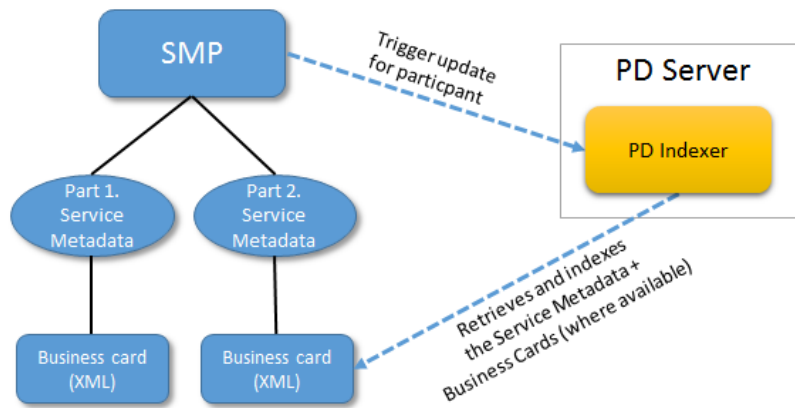 SMP
Trigger update
for particpant
PD Server
PD Indexer
Part 1.
Service
Metadata
Part 2.
Service
Metadata
Retrieves and indexes
the Service Metadata +
Business Cards (where available)
Business card
(XML)
Business card
(XML)